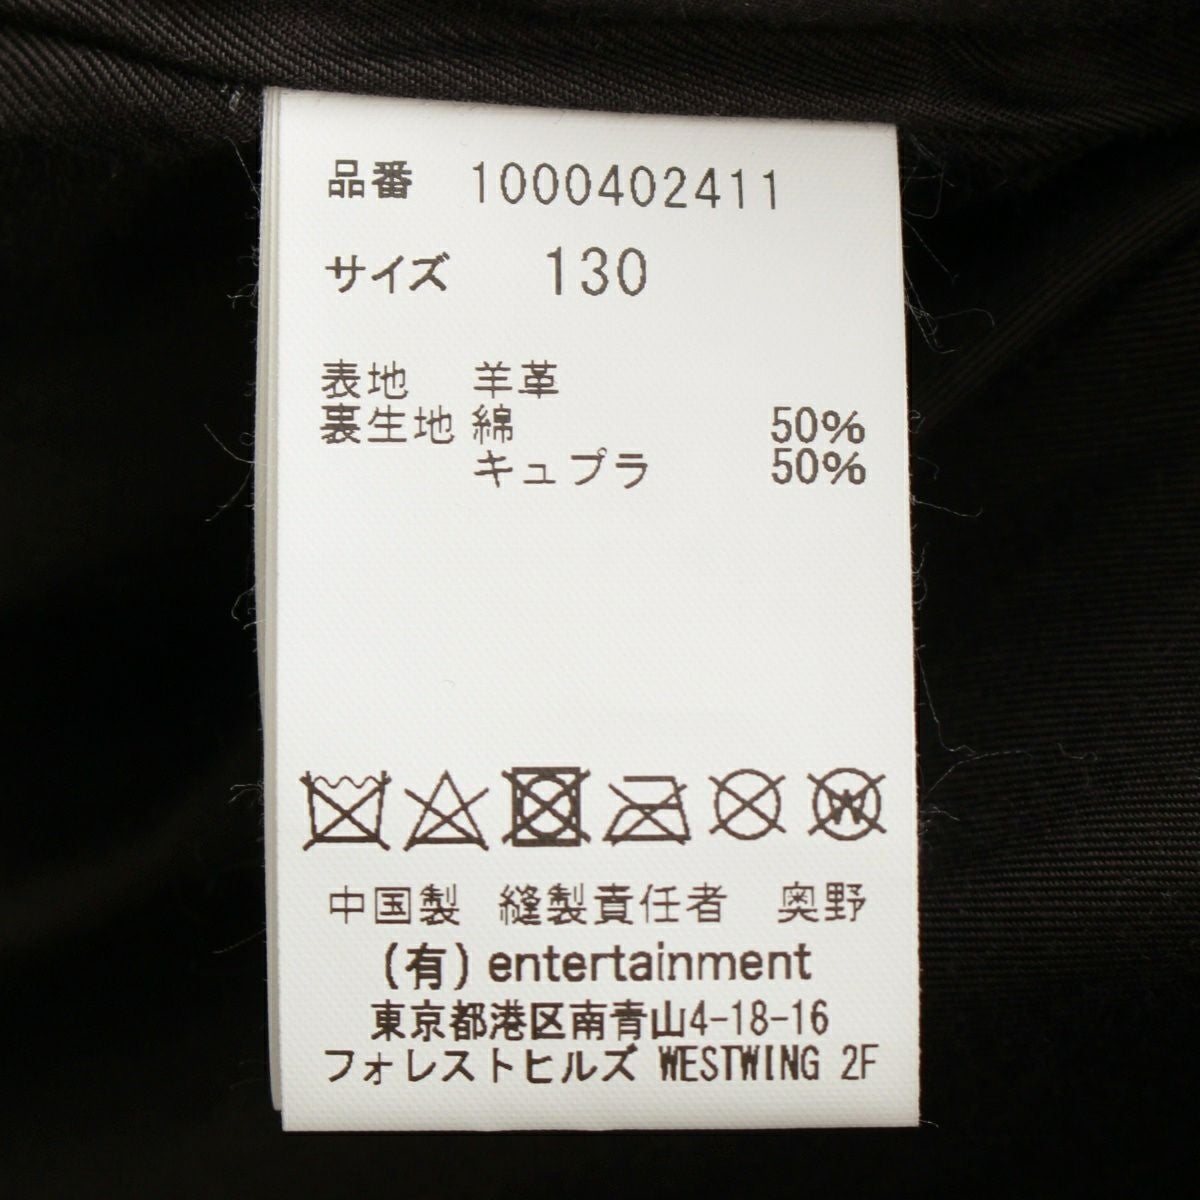 品番 1000402411
サイズ 130
表地 羊革
裏生地 綿 50%
キュプラ 50%
W
中国製 縫製責任者 奥野
(有) entertainment
東京都港区南青山4-18-16
フォレストヒルズ WESTWING 2F